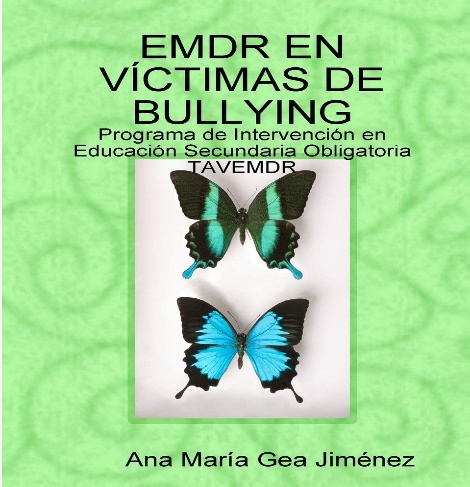 EMDR EN
VÍCTIMAS DE
BULLYING
Programa de Intervención en
Educación Secundaria Obligatoria
TAVEMDR
Ana María Gea Jiménez